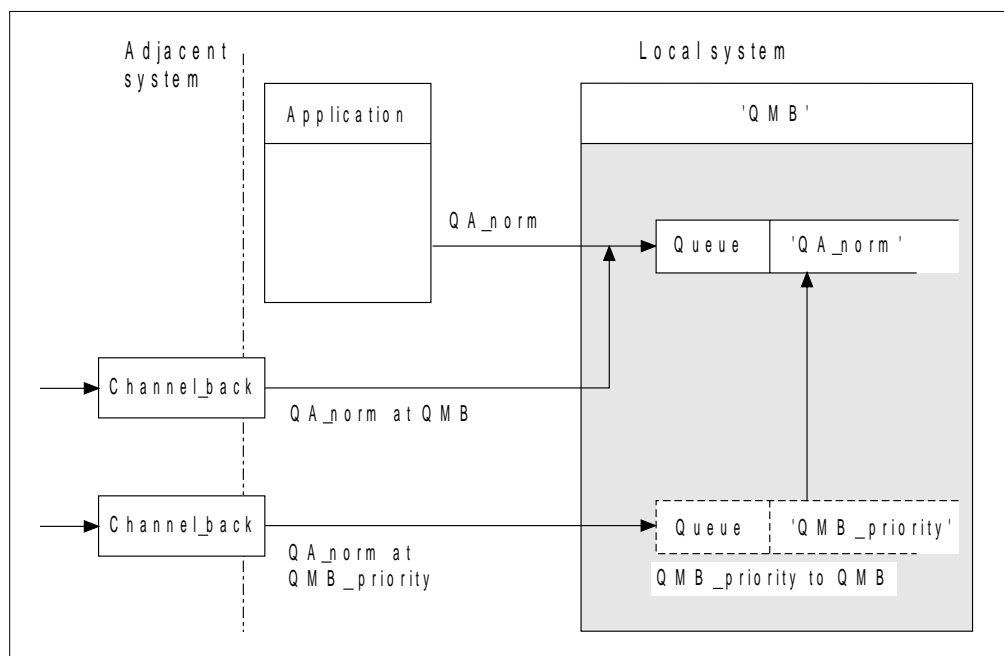 Adjacent
system
Local system
Application
'QMB'
QA_norm
Queue
'QA_norm'
Channel_back
QA_norm at QMB
Channel_back
Queue
'QMB_priority'
QA_norm at
QMB_priority
QMB_priority to QMB